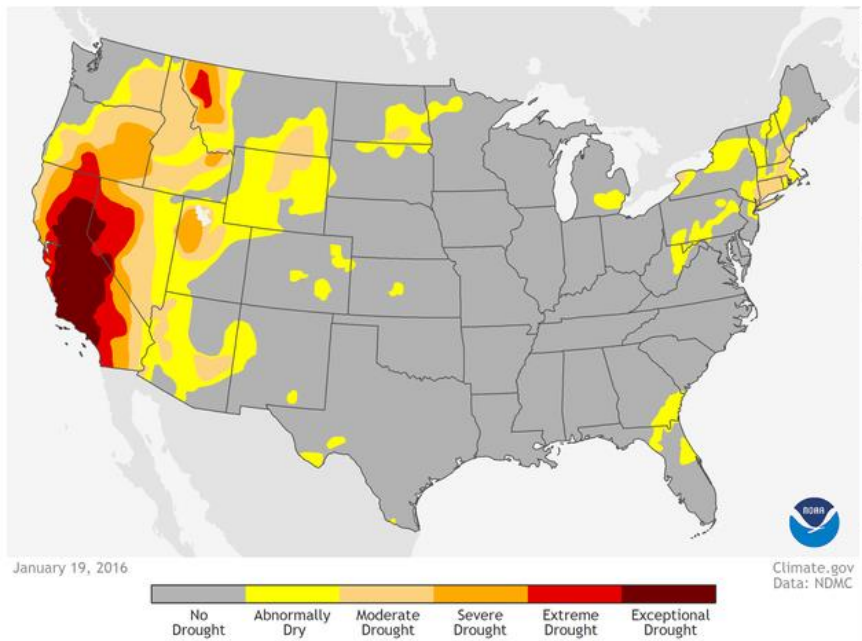 NOAA
January 19, 2016
Climate.gov
Data: NDMC
No
Drought
Abnormally
Dry
Moderate
Drought
Severe
Drought
Extreme
Drought
Exceptional
Drought